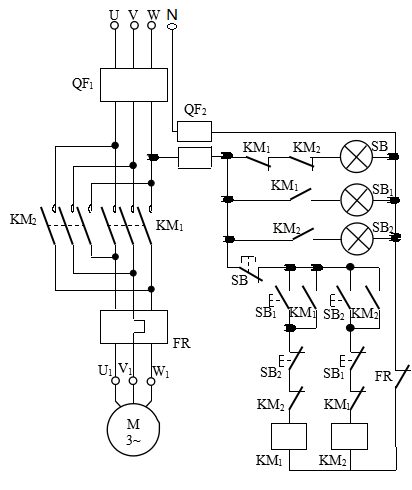 U V W N
QF1
QF2
KM1 KM2 SB
KM1 SB1
KM2 SB2
KM2 KM1
SB
SB1 KM1 SB2 KM2
SB2 SB1
FR
FR
U1 V1 W1
KM2 KM1
M
3~
KM1 KM2